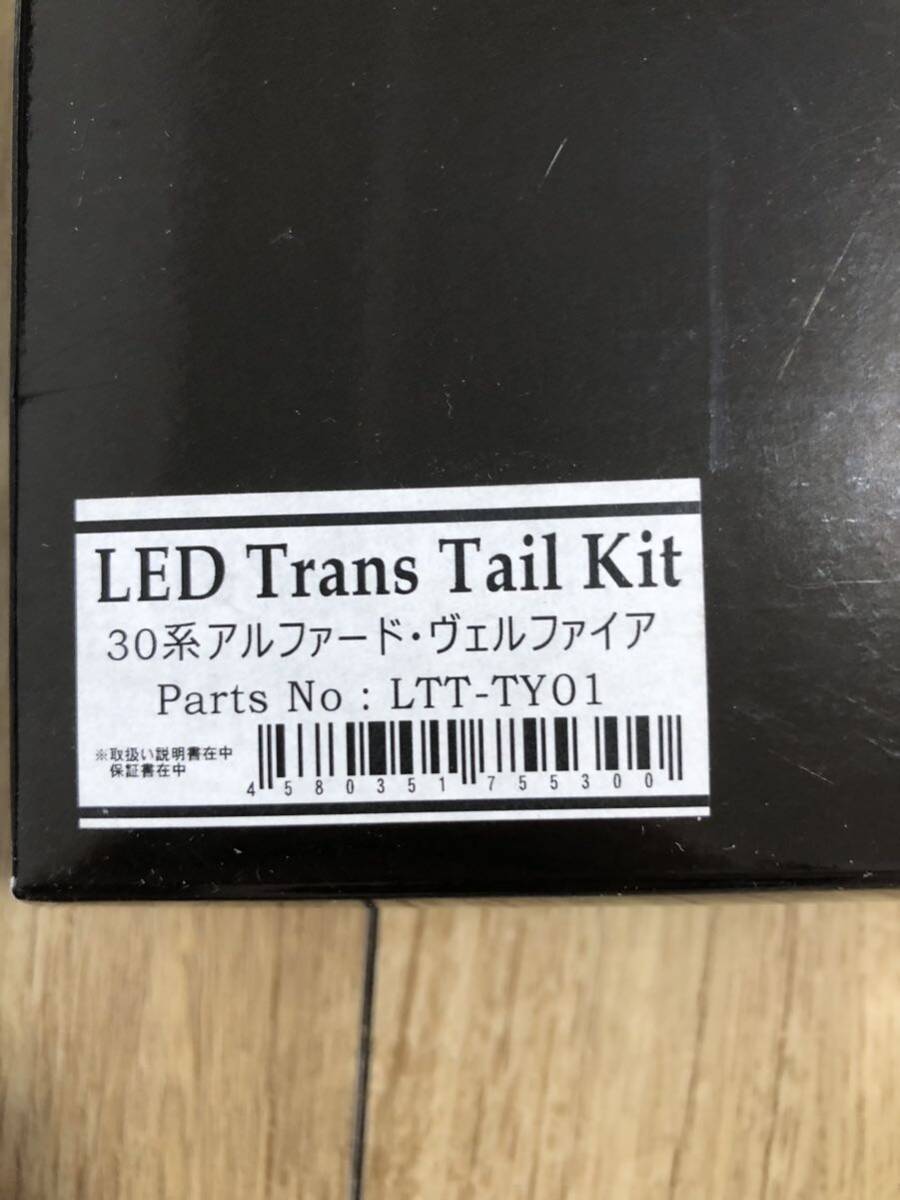 LED Trans Tail Kit
30系アルファード・ヴェルファイア
Parts No : LTT-TY01
※取扱い説明書在中
保証書在中
4580351755300